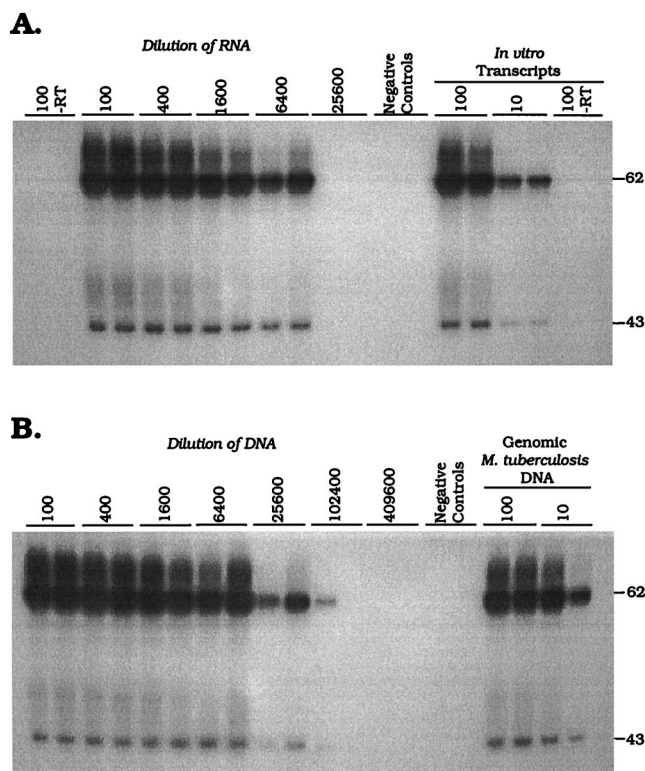 A.
Dilution of RNA
In vitro
Transcripts
100
-RT
100
400
1600
6400
25600
Negative
Controls
100
10
100
-RT
–62
–43
B.
Dilution of DNA
Genomic
M. tuberculosis
DNA
100
400
1600
6400
25600
102400
409600
Negative
Controls
100
10
–62
–43